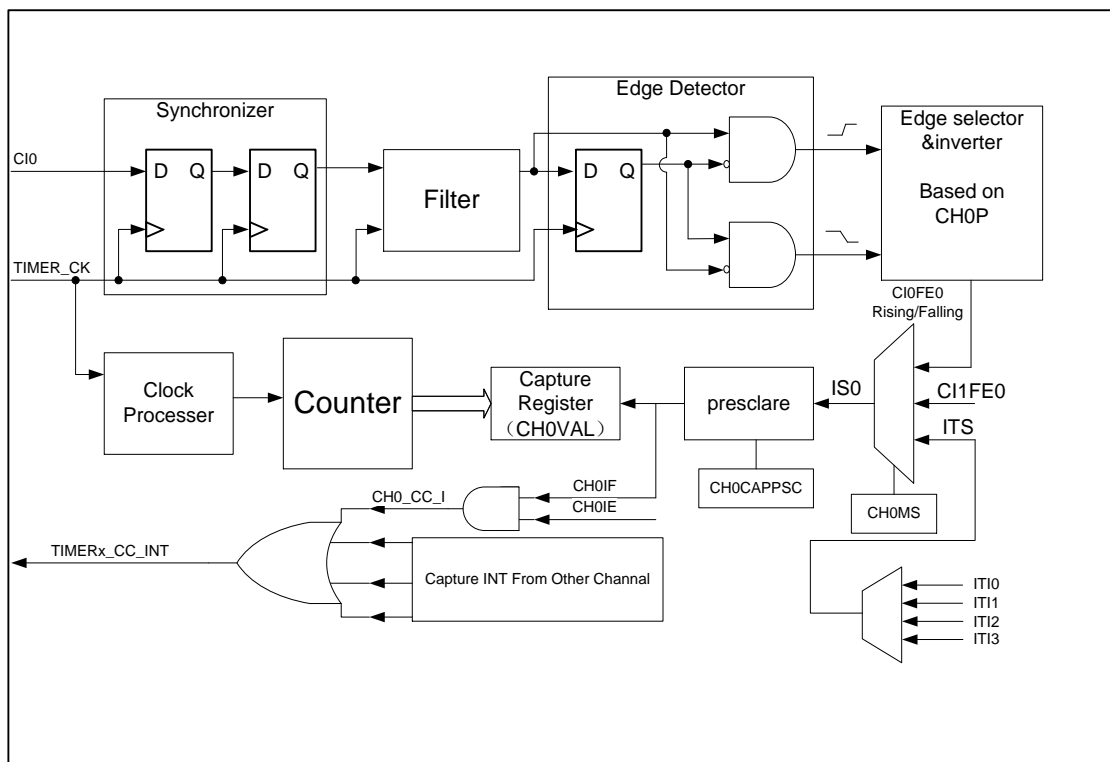 Edge Detector
Synchronizer
Edge selector
&inverter
Based on
CH0P
CI0
D Q
D Q
Filter
D Q
TIMER_CK
CI0FE0
Rising/Falling
Clock
Processer
Counter
Capture
Register
（CH0VAL）
presclare
IS0
CI1FE0
ITS
CH0CAPPSC
CH0MS
CH0_CC_I
CH0IF
CH0IE
TIMERx_CC_INT
Capture INT From Other Channal
ITI0
ITI1
ITI2
ITI3